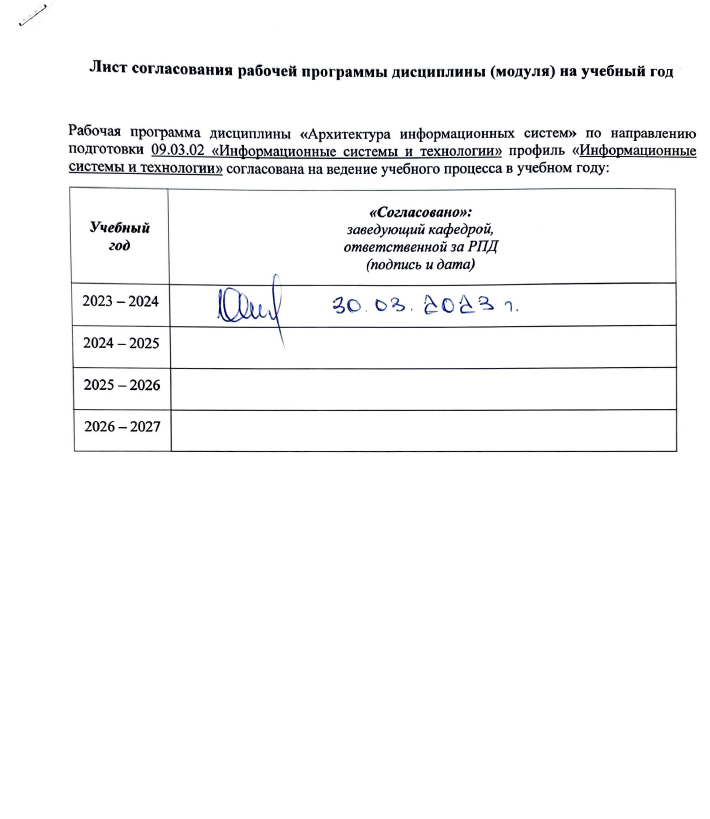 Лист согласования рабочей программы дисциплины (модуля) на учебный год
Рабочая программа дисциплины «Архитектура информационных систем» по направлению
подготовки 09.03.02 «Информационные системы и технологии» профиль «Информационные
системы и технологии» согласована на ведение учебного процесса в учебном году:
Учебный
год
«Согласовано»:
заведующий кафедрой,
ответственной за РПД
(подпись и дата)
2023 – 2024
30.03.2023 г.
2024 – 2025
2025 – 2026
2026 – 2027